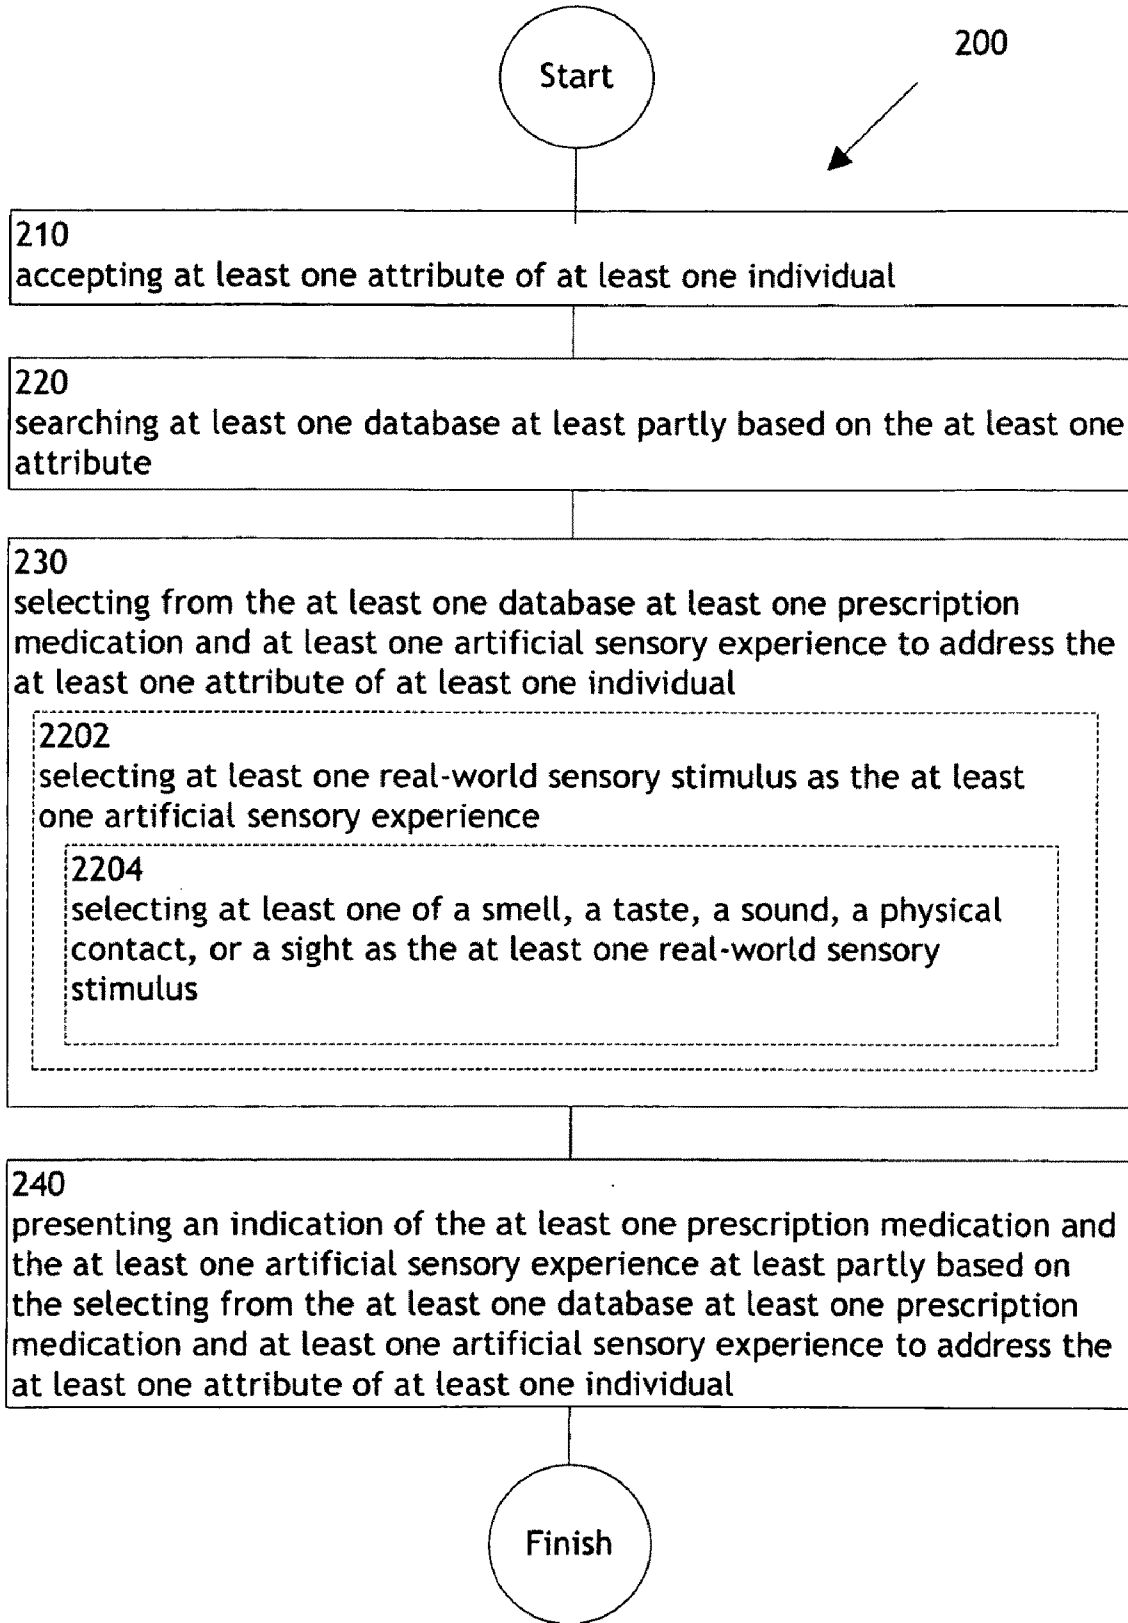 Start
200
210
accepting at least one attribute of at least one individual
220
searching at least one database at least partly based on the at least one
attribute
230
selecting from the at least one database at least one prescription
medication and at least one artificial sensory experience to address the
at least one attribute of at least one individual
2202
selecting at least one real-world sensory stimulus as the at least
one artificial sensory experience
2204
selecting at least one of a smell, a taste, a sound, a physical
contact, or a sight as the at least one real-world sensory
stimulus
240
presenting an indication of the at least one prescription medication and
the at least one artificial sensory experience at least partly based on
the selecting from the at least one database at least one prescription
medication and at least one artificial sensory experience to address the
at least one attribute of at least one individual
Finish